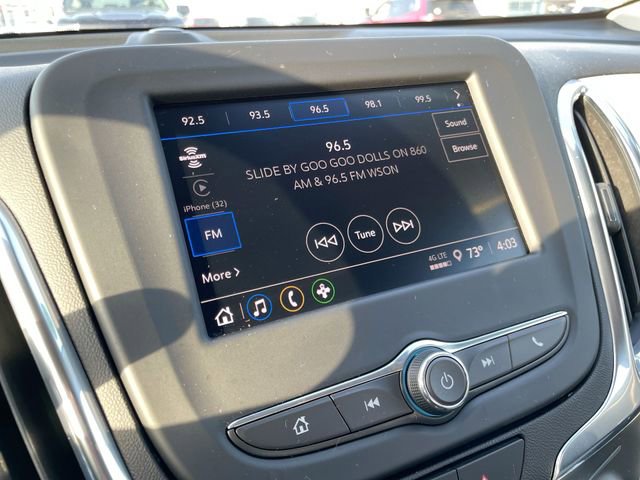 92.5 93.5 96.5 98.1 99.5
SiriusXM
96.5
Sound
SLIDE BY GOO GOO DOLLS ON 860
AM & 96.5 FM WSON
Browse
iPhone (32)
FM
Tune
More
4G LTE 73° 4:03